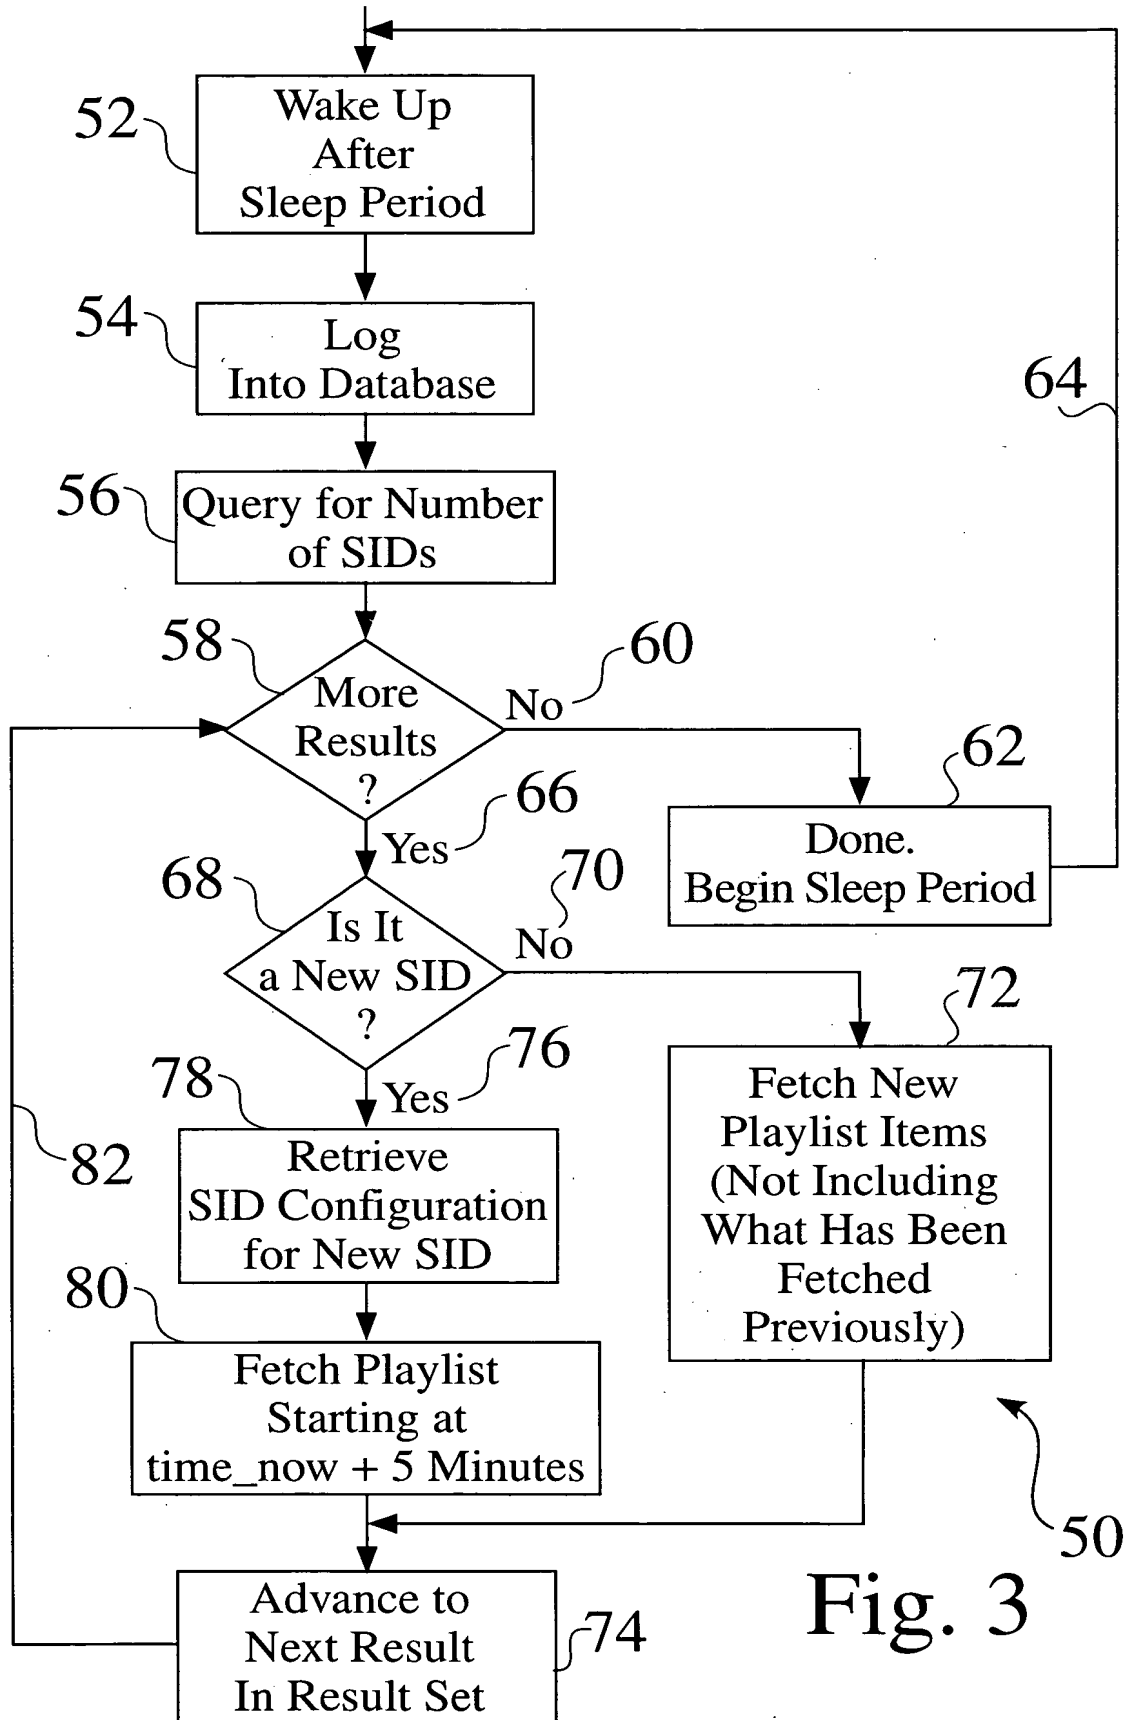 52
Wake Up
After
Sleep Period
54
Log
Into Database
64
56
Query for Number
of SIDs
58
More
Results
?
No
60
62
Done.
Begin Sleep Period
Yes
66
68
Is It
a New SID
?
No
70
72
Fetch New
Playlist Items
(Not Including
What Has Been
Fetched
Previously)
Yes
76
78
Retrieve
SID Configuration
for New SID
82
80
Fetch Playlist
Starting at
time_now + 5 Minutes
50
Advance to
Next Result
In Result Set
74
Fig. 3